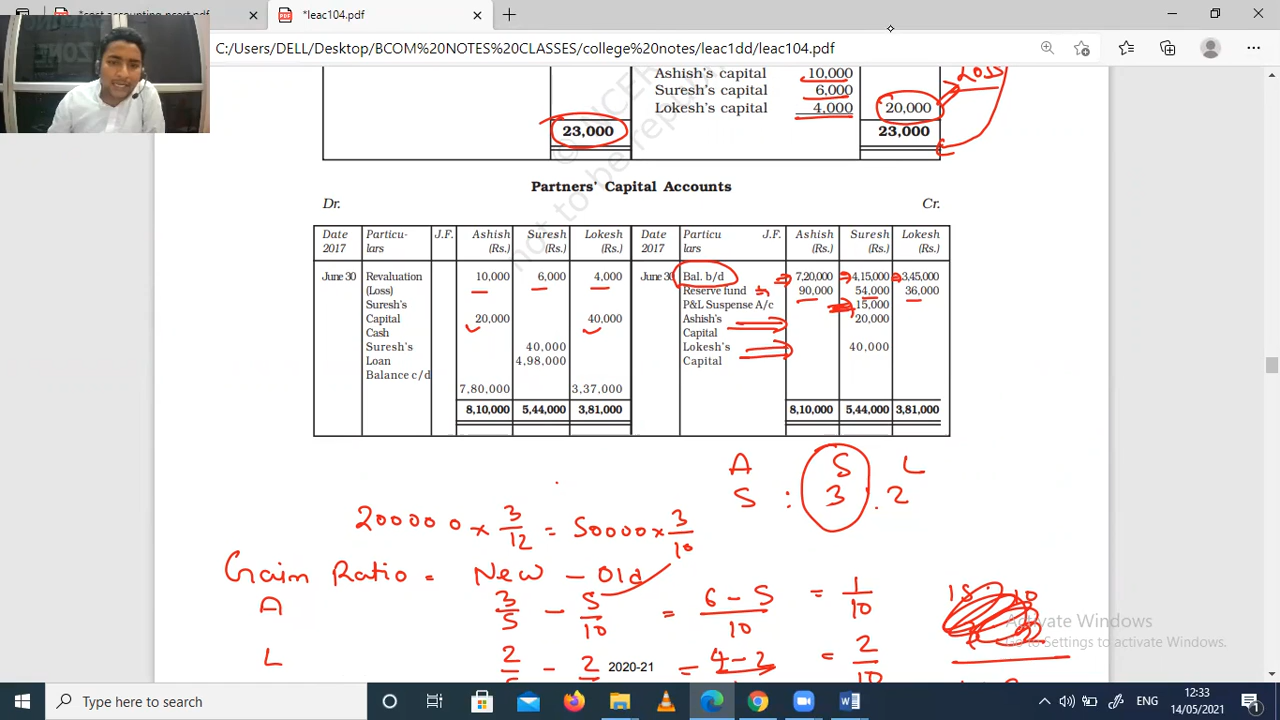 *leac104.pdf
C:/Users/DELL/Desktop/BCOM%20NOTES%20CLASSES/college%20notes/leac1dd/leac104.pdf
Ashish's capital 10,000 Loss
Suresh's capital 6,000
Lokesh's capital 4,000 20,000
23,000 23,000
not to be
Partners' Capital Accounts
Dr. Cr.
Date Particu- J.F. Ashish Suresh Lokesh Date Particu J.F. Ashish Suresh Lokesh
2017 lars (Rs.) (Rs.) (Rs.) 2017 lars (Rs.) (Rs.) (Rs.)
June 30 Revaluation 10,000 6,000 4,000 June 30 Bal. b/d 7,20,000 4,15,000 3,45,000
(Loss) Reserve fund 90,000 54,000 36,000
Suresh's P&L Suspense A/c 15,000
Capital 20,000 40,000 Ashish's 20,000
Cash Capital
Suresh's 40,000 Lokesh's 40,000
Loan 4,98,000 Capital
Balance c/d
7,80,000 3,37,000
8,10,000 5,44,000 3,81,000 8,10,000 5,44,000 3,81,000
A S L
5 : 3 : 2
200000 × 3/12 = 50000 × 3/10
Gain Ratio = New - Old
A 3/5 - 5/10 = 6-5/10 = 1/10
Activate Windows
Go to Settings to activate Windows.
L 2/5 - 2 2020-21 = 4-2 = 2/10
Type here to search
ENG
12:33
14/05/2021